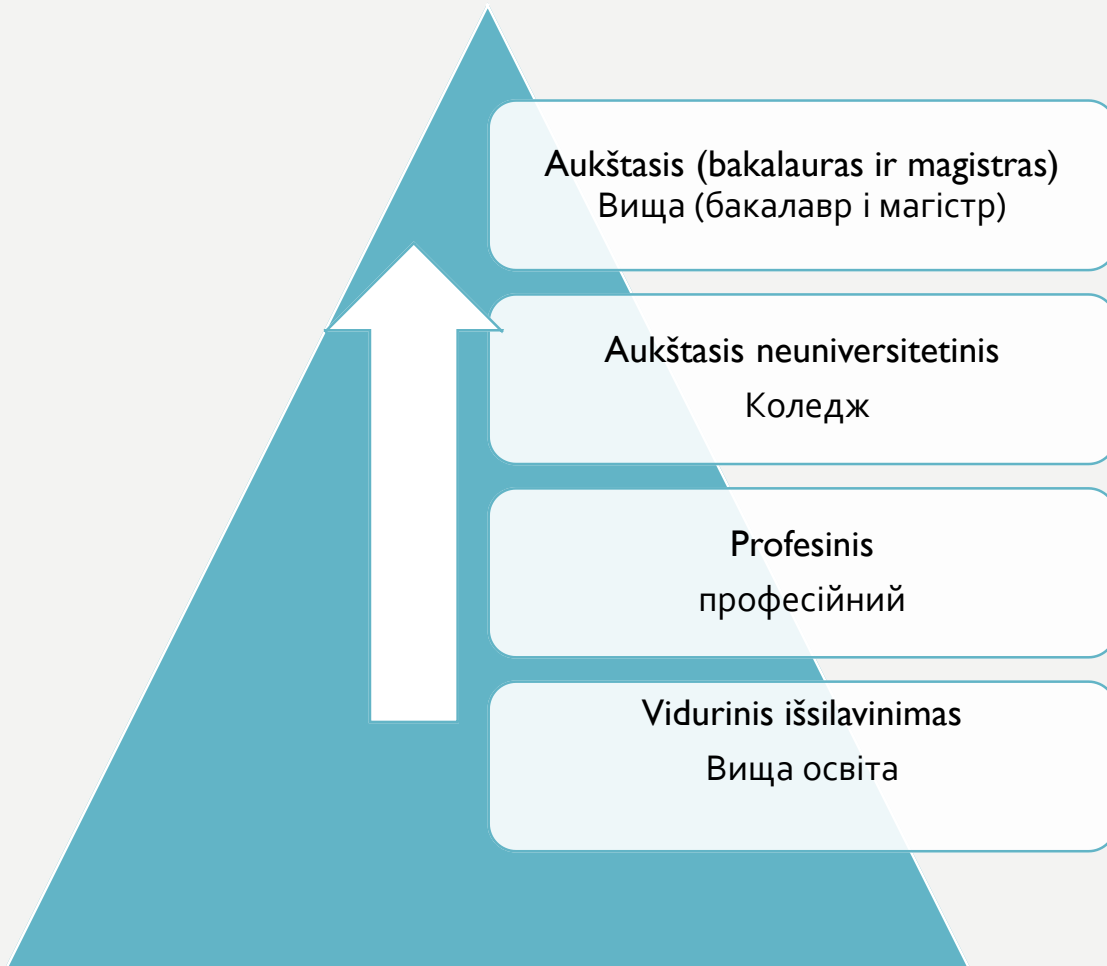 Aukštasis (bakalauras ir magistras)
Вища (бакалавр і магістр)
Aukštasis neuniversitetinis
Коледж
Profesinis
професійний
Vidurinis išsilavinimas
Вища освіта